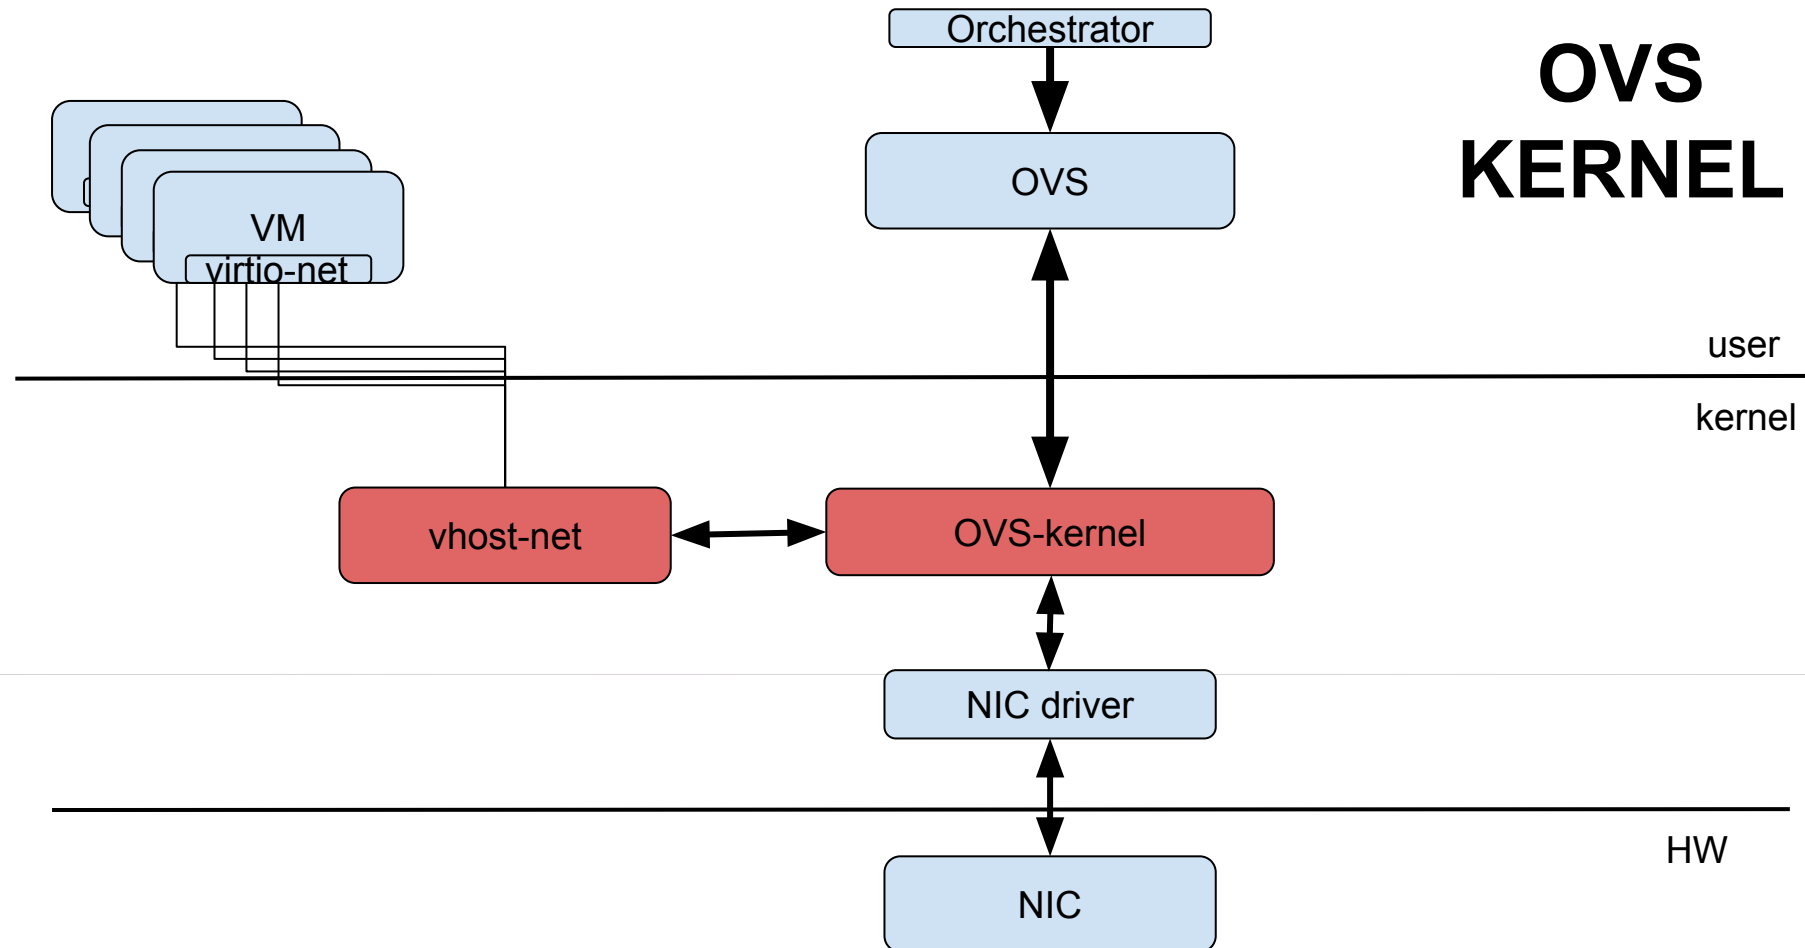 Orchestrator
OVS
KERNEL
OVS
VM
virtio-net
user
kernel
vhost-net
OVS-kernel
NIC driver
HW
NIC